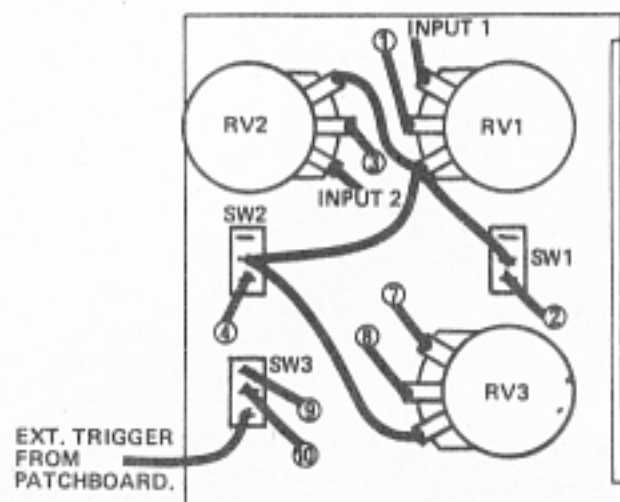 INPUT 1
①
RV2
RV1
③
INPUT 2
SW2
SW1
④
②
⑦
⑧
SW3
RV3
⑨
⑩
EXT. TRIGGER
FROM
PATCHBOARD.